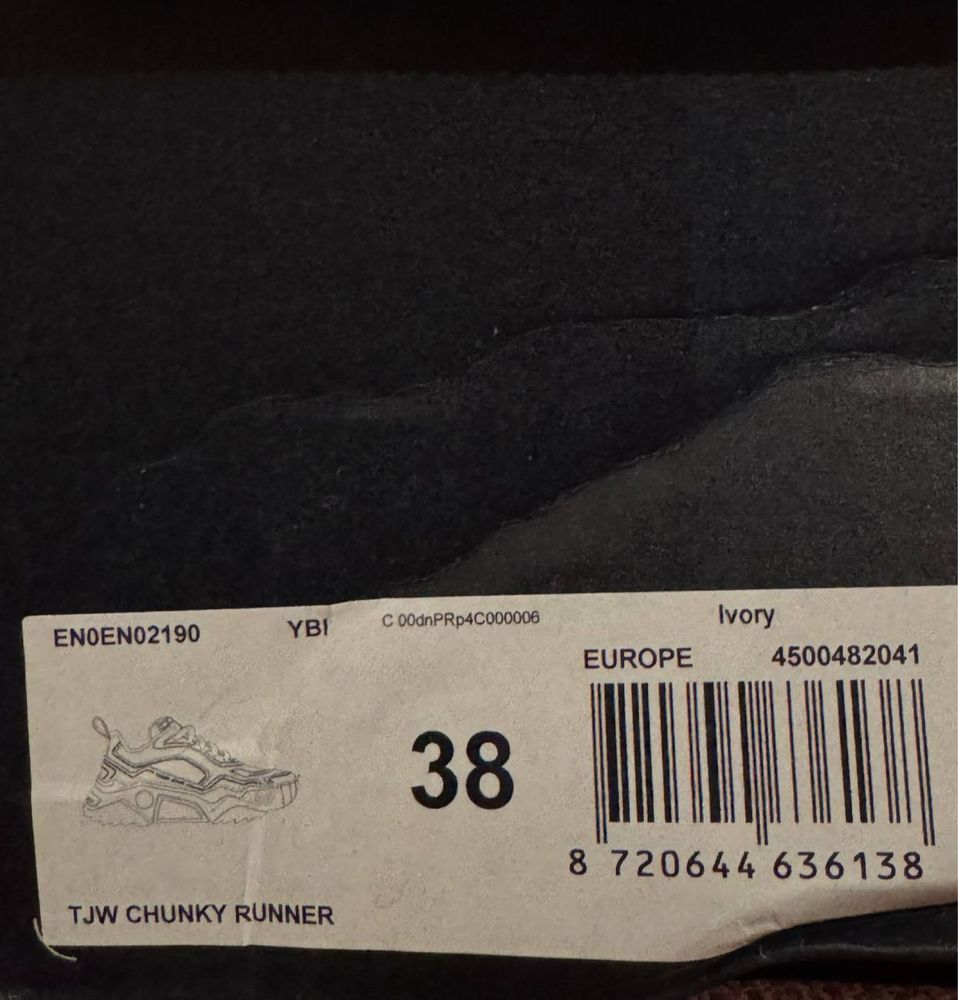 EN0EN02190 YBI C 00dnPRp4C000006 Ivory
EUROPE 4500482041
38
8 720644 636138
TJW CHUNKY RUNNER